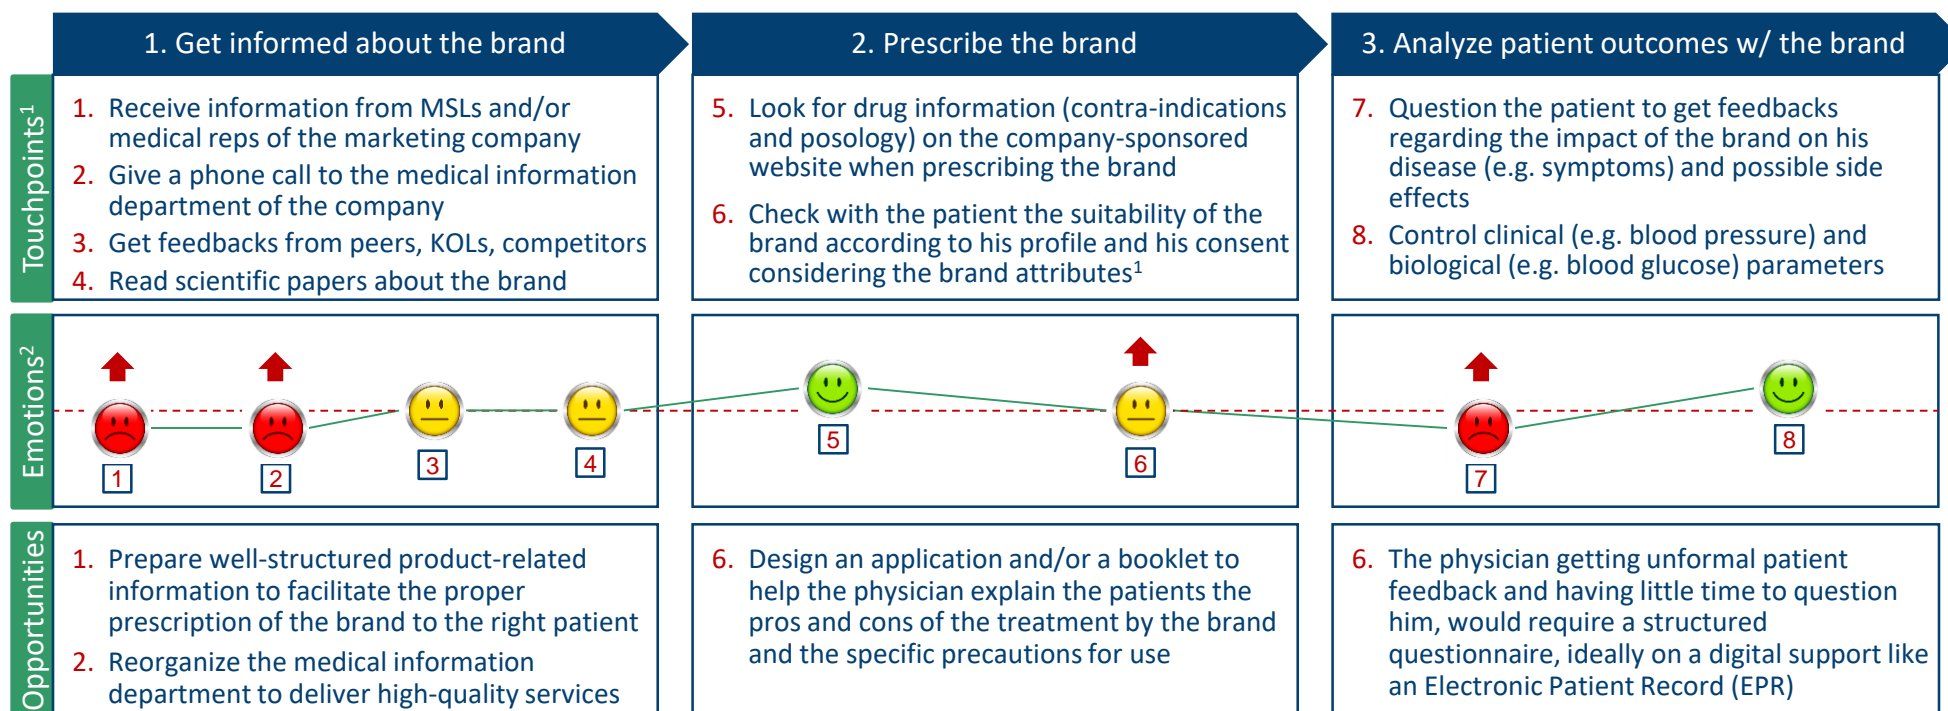 1. Get informed about the brand
2. Prescribe the brand
3. Analyze patient outcomes w/ the brand
Touchpoints1
1. Receive information from MSLs and/or
medical reps of the marketing company
2. Give a phone call to the medical information
department of the company
3. Get feedbacks from peers, KOLs, competitors
4. Read scientific papers about the brand
5. Look for drug information (contra-indications
and posology) on the company-sponsored
website when prescribing the brand
6. Check with the patient the suitability of the
brand according to his profile and his consent
considering the brand attributes1
7. Question the patient to get feedbacks
regarding the impact of the brand on his
disease (e.g. symptoms) and possible side
effects
8. Control clinical (e.g. blood pressure) and
biological (e.g. blood glucose) parameters
Emotions2
1
2
3
4
5
6
7
8
Opportunities
1. Prepare well-structured product-related
information to facilitate the proper
prescription of the brand to the right patient
2. Reorganize the medical information
department to deliver high-quality services
6. Design an application and/or a booklet to
help the physician explain the patients the
pros and cons of the treatment by the brand
and the specific precautions for use
6. The physician getting unformal patient
feedback and having little time to question
him, would require a structured
questionnaire, ideally on a digital support like
an Electronic Patient Record (EPR)